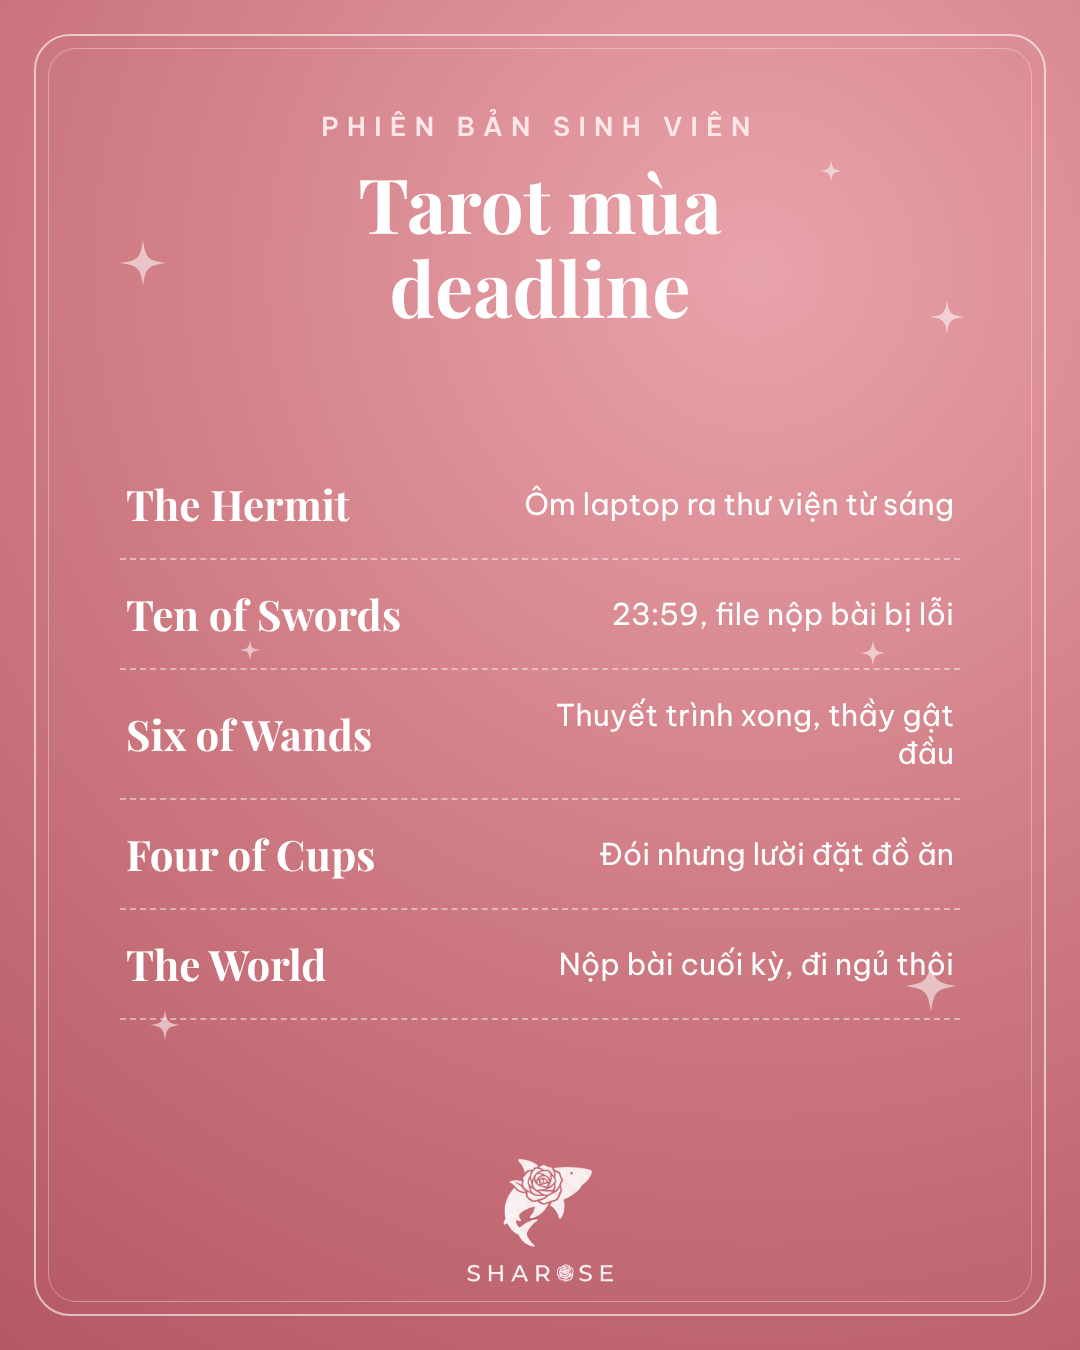 PHIÊN BẢN SINH VIÊN
Tarot mùa
deadline
The Hermit
Ôm laptop ra thư viện từ sáng
Ten of Swords
23:59, file nộp bài bị lỗi
Six of Wands
Thuyết trình xong, thầy gật
đầu
Four of Cups
Đói nhưng lười đặt đồ ăn
The World
Nộp bài cuối kỳ, đi ngủ thôi
SHAROSE